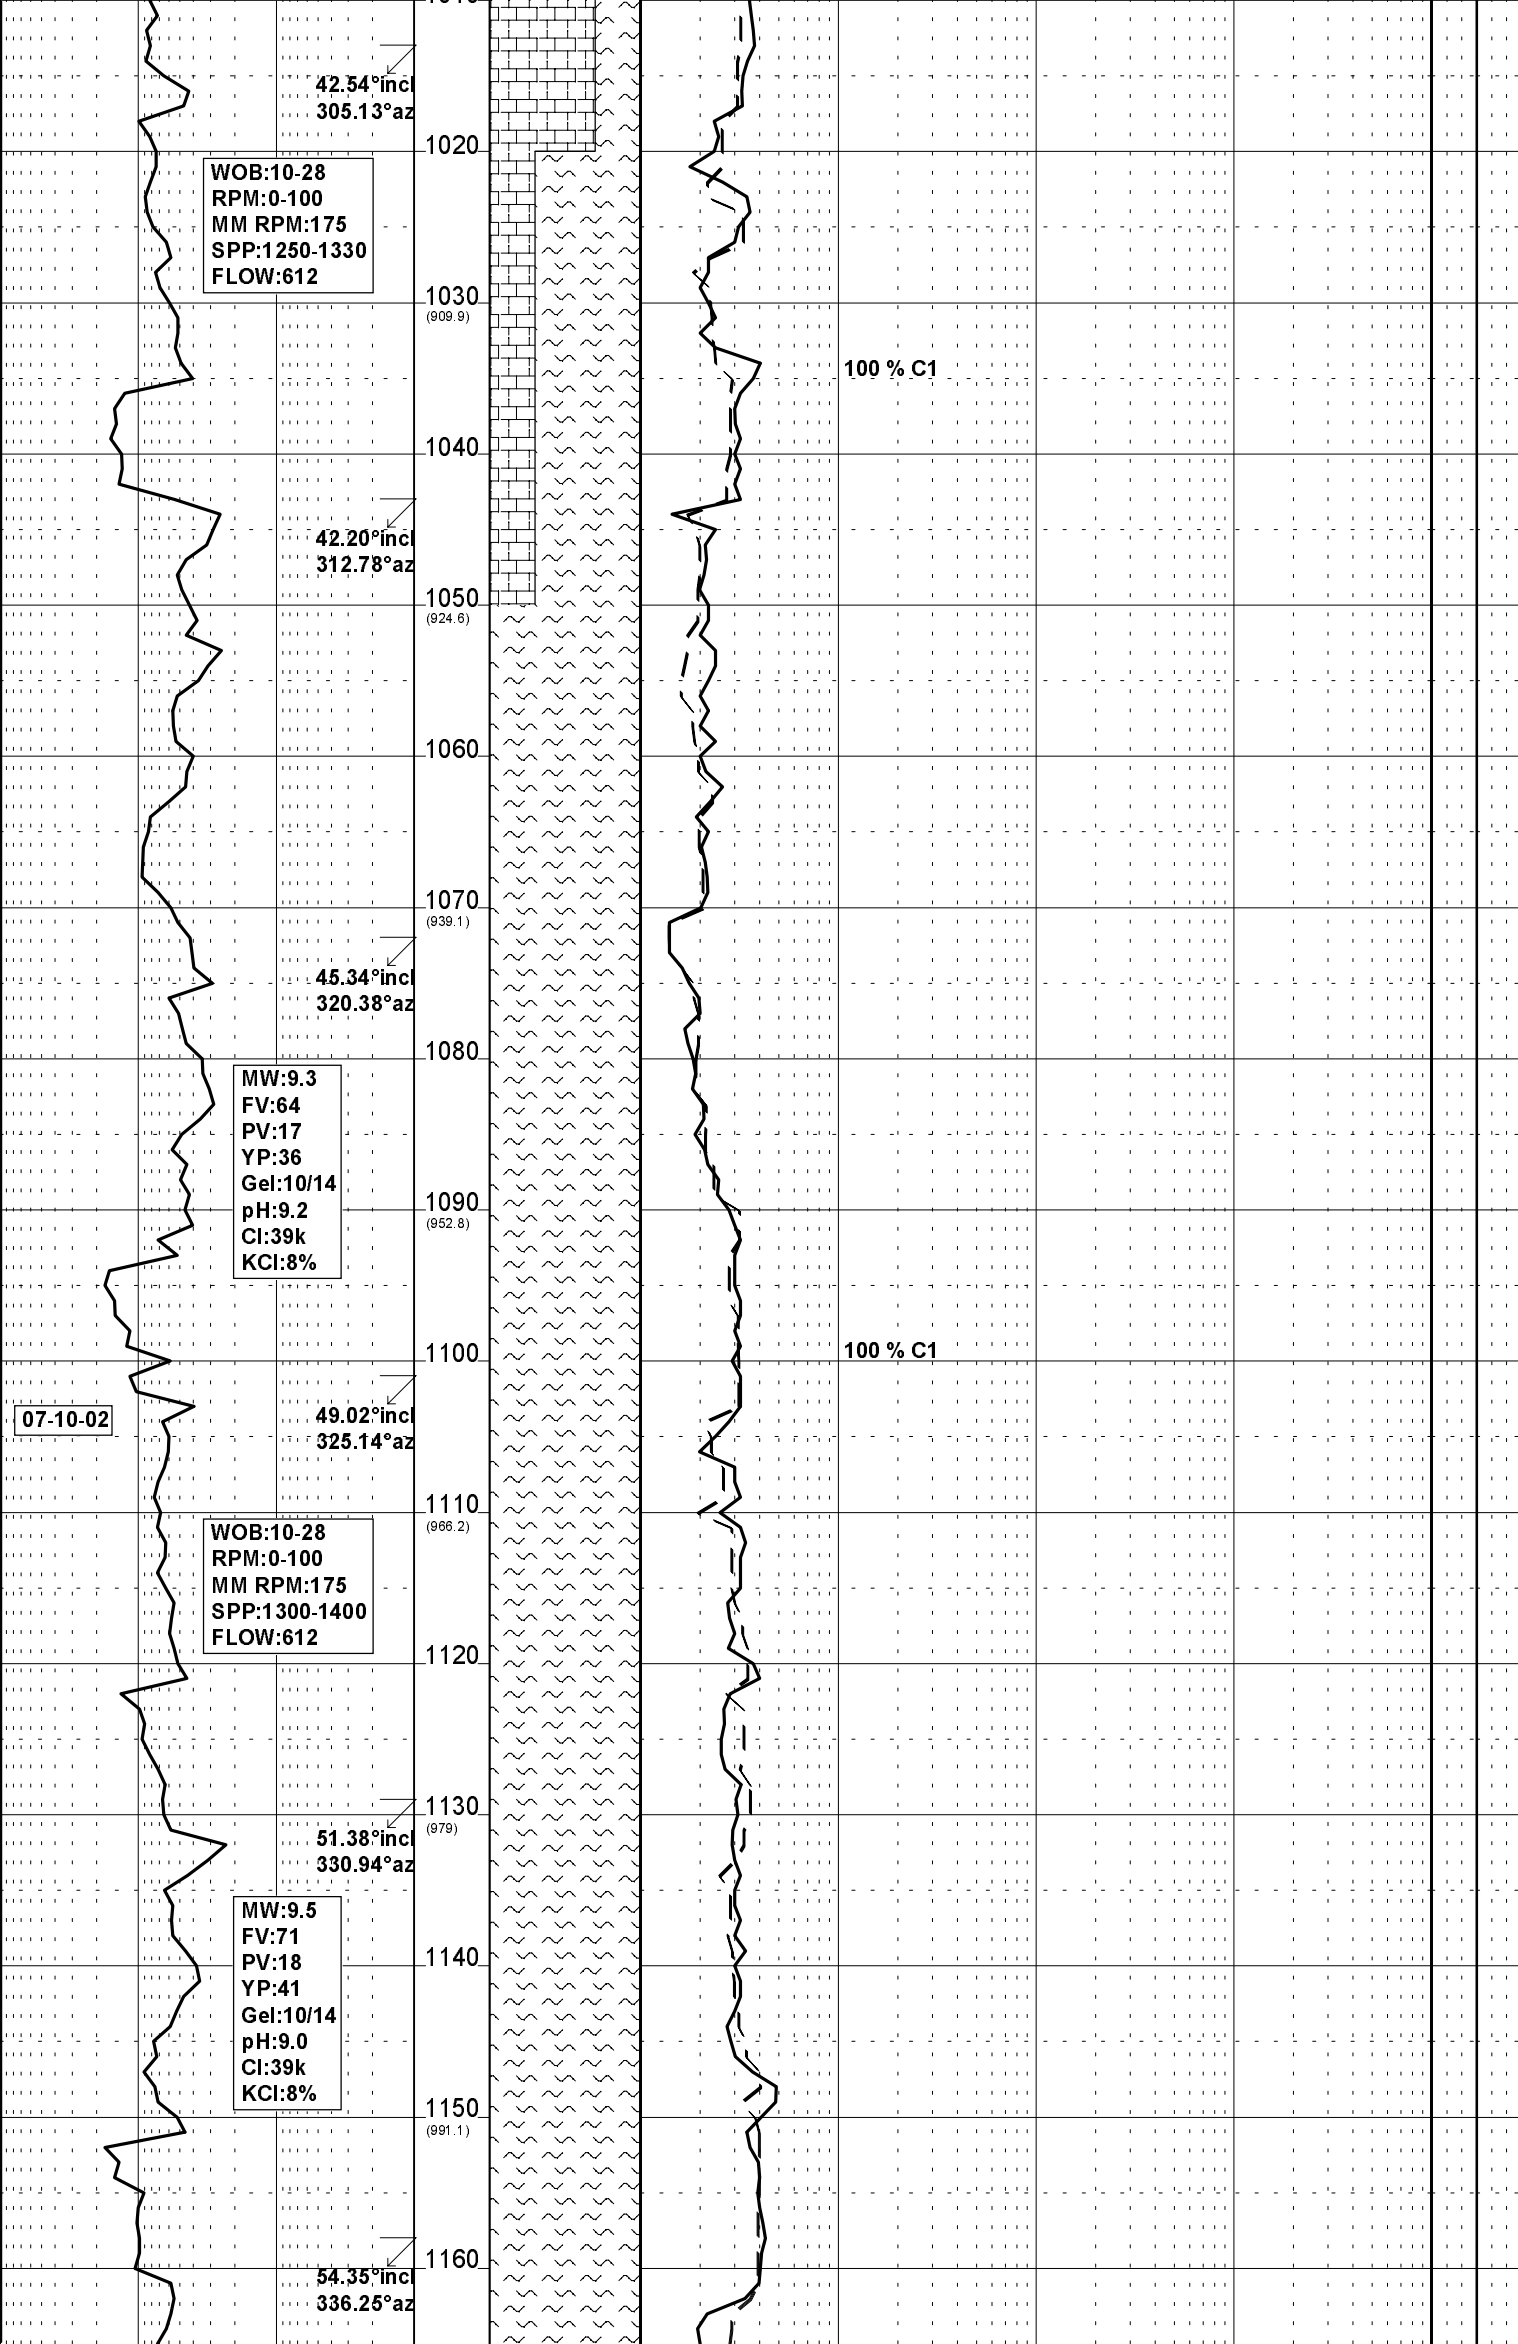 42.54°incl
305.13°az
1020
WOB:10-28
RPM:0-100
MM RPM:175
SPP:1250-1330
FLOW:612
1030
(909.9)
100 % C1
1040
42.20°incl
312.78°az
1050
(924.6)
1060
1070
(939.1)
45.34°incl
320.38°az
1080
MW:9.3
FV:64
PV:17
YP:36
Gel:10/14
pH:9.2
Cl:39k
KCl:8%
1090
(952.8)
1100
100 % C1
07-10-02
49.02°incl
325.14°az
1110
(966.2)
WOB:10-28
RPM:0-100
MM RPM:175
SPP:1300-1400
FLOW:612
1120
1130
(979)
51.38°incl
330.94°az
MW:9.5
FV:71
PV:18
YP:41
Gel:10/14
pH:9.0
Cl:39k
KCl:8%
1140
1150
(991.1)
1160
54.35°incl
336.25°az